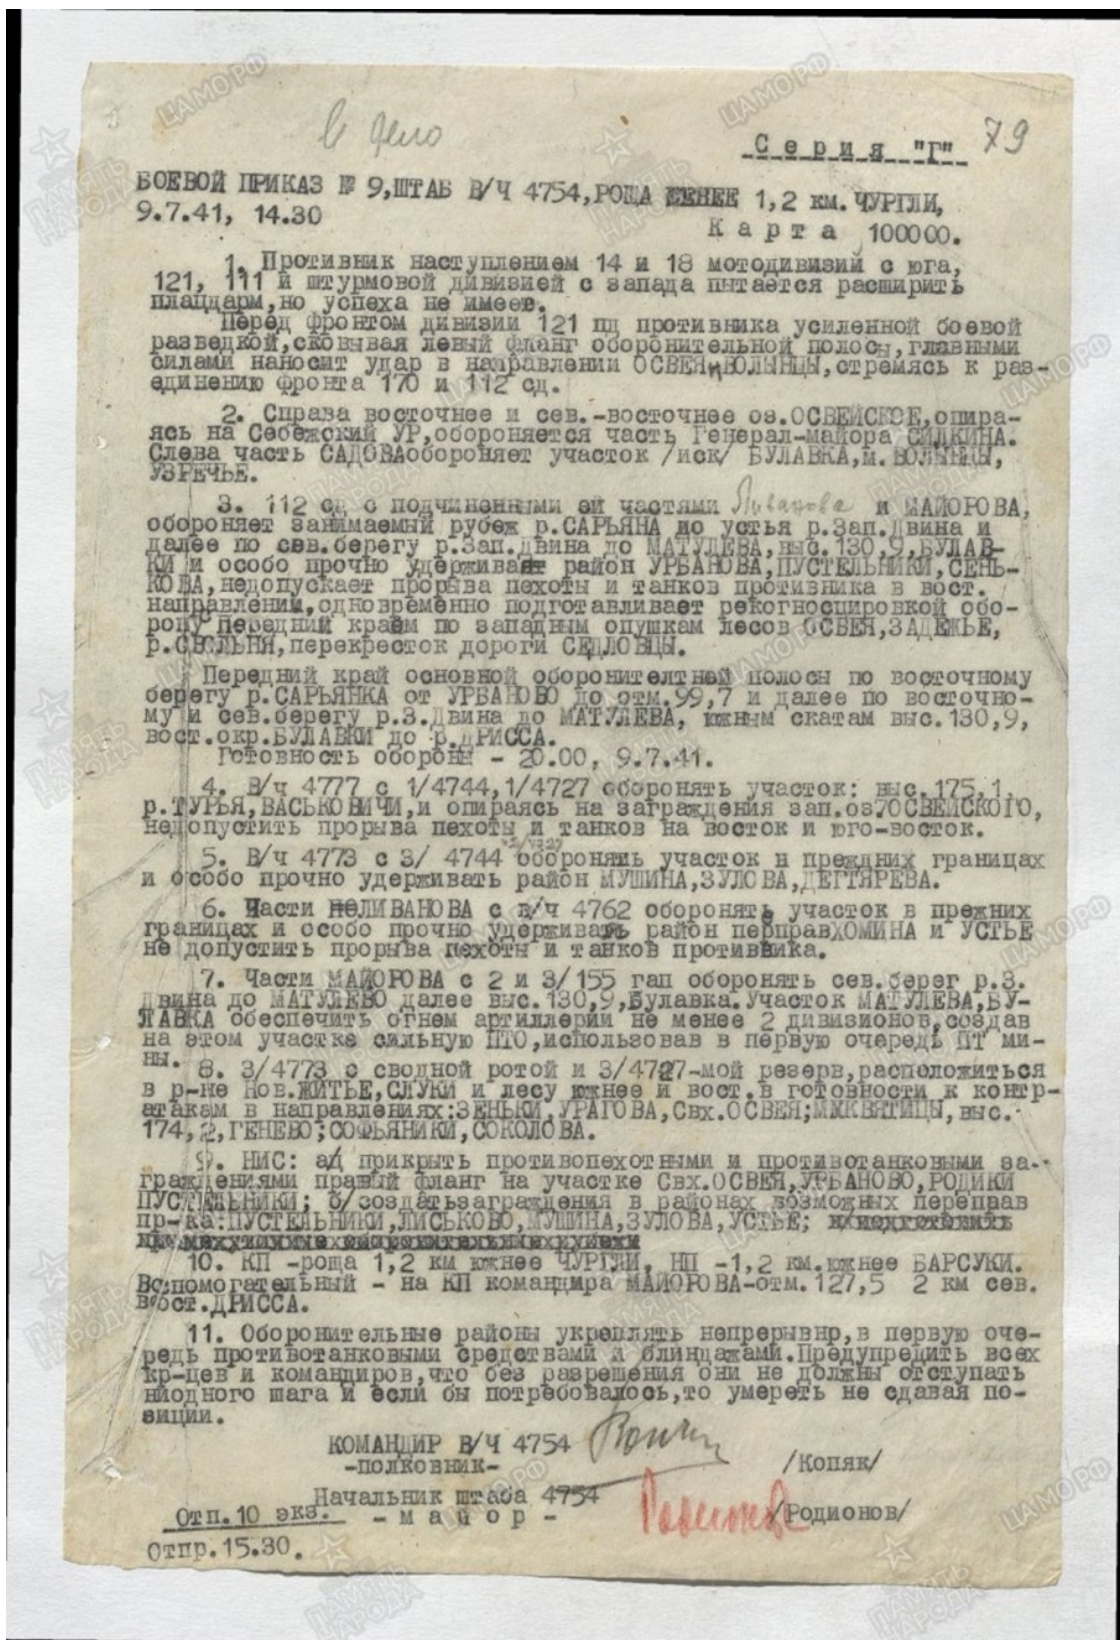 в дело
Серия "Г" 79
БОЕВОЙ ПРИКАЗ № 9, ШТАБ В/Ч 4754, РОЩА 1,2 км. ЧУРГЛИ,
9.7.41, 14.30
Карта 100000.
1. Противник наступлением 14 и 18 мотодивизий с юга,
121, 111 и штурмовой дивизией с запада пытается расширить
плацдарм, но успеха не имеет.
Перед фронтом дивизии 121 пд противника усиленной боевой
разведкой, сковывая левый фланг оборонительной полосы, главными
силами наносит удар в направлении ОСВЕЯ и ВОЛЫНЦЫ, стремясь к раз-
единению фронта 170 и 112 сд.
2. Справа восточнее и сев.-восточнее оз. ОСВЕЙСКОЕ, опира-
ясь на Себежский УР, обороняется часть Генерал-майора СИЛКИНА.
Слева часть САДОВА обороняет участок /иск/ БУЛАВКА, м. ВОЛЫНЦЫ,
УЗРЕЧЬЕ.
3. 112 сд с подчиненными ей частями Ливанова и МАЙОРОВА,
обороняет занимаемый рубеж р. САРЬЯНА до устья р. Зап. Двина и
далее по сев. берегу р. Зап. Двина до МАТУЛЕВА, выс. 130,9, БУЛАВ-
КИ и особо прочно удерживая район УРБАНОВА, ПУСТЕЛЬНИКИ, СЕНЬ-
КОВА, недопускает прорыва пехоты и танков противника в вост.
направлении, одновременно подготавливает рекогносцировкой обо-
рону с передним краем по западным опушкам лесов ОСВЕЯ, ЗАДЕЖЬЕ,
р. СВОЛЬНЯ, перекресток дороги СЕДЛОВЦЫ.
Передний край основной оборонителтной полосы по восточному
берегу р. САРЬЯНКА от УРБАНОВО до отм. 99,7 и далее по восточно-
му и сев. берегу р. З. Двина до МАТУЛЕВА, южным скатам выс. 130,9,
вост. окр. БУЛАВКИ до р. ДРИССА.
Готовность обороны - 20.00, 9.7.41.
4. В/ч 4777 с 1/4744, 1/4727 оборонять участок: выс. 175,1,
р. ТУРЬЯ, ВАСЬКОВИЧИ, и опираясь на заграждения зап. оз. ОСВЕЙСКОГО,
недопустить прорыва пехоты и танков на восток и юго-восток.
5. В/ч 4773 с 3/ 4744 оборонять участок в преждних границах
и особо прочно удерживать район МУШИНА, ЗУЛОВА, ДЕГТЯРЕВА.
6. Части ЛИВАНОВА с в/ч 4762 оборонять участок в прежних
границах и особо прочно удерживать район переправ ХОМИНА и УСТЬЕ
не допустить прорыва пехоты и танков противника.
7. Части МАЙОРОВА с 2 и 3/155 гап оборонять сев. берег р. З.
Двина до МАТУЛЕВО далее выс. 130,9, Булавка. Участок МАТУЛЕВА, БУ-
ЛАВКА обеспечить огнем артиллерии не менее 2 дивизионов, создав
на этом участке сильную ПТО, использовав в первую очередь ПТ ми-
ны.
8. 3/4773 с сводной ротой и 3/4727-мой резерв, расположиться
в р-не Нов. ЖИТЬЕ, СЛУКИ и лесу южнее и вост. в готовности к контр-
атакам в направлениях: ЗЕНЬКИ, УРАГОВА, Свх. ОСВЕЯ; КВЯТИЦЫ, выс.
174,2, ГЕНЕВО; СОФЬЯНИКИ, СОКОЛОВА.
9. НИС: а/ прикрыть противопехотными и противотанковыми за-
граждениями правый фланг на участке Свх. ОСВЕЯ, УРБАНОВО, РОДИКИ
ПУСТЕЛЬНИКИ; б/ создать заграждения в районах возможных переправ
пр-ка: ПУСТЕЛЬНИКИ, ЛИСЬКОВО, МУШИНА, ЗУЛОВА, УСТЬЕ; в/подготовить
10. КП -роща 1,2 км южнее ЧУРГЛИ, НП -1,2 км. южнее БАРСУКИ.
Вспомогательный - на КП командира МАЙОРОВА-отм. 127,5 2 км сев.
вост. ДРИССА.
11. Оборонительные районы укреплять непрерывно, в первую оче-
редь противотанковыми средствами и блиндажами. Предупредить всех
кр-цев и командиров, что без разрешения они не должны отступать
ниодного шага и если бы потребовалось, то умереть не сдавая по-
зиции.
КОМАНДИР В/Ч 4754
-полковник- /Копяк/
Начальник штаба 4754
Отп. 10 экз. - майор - /Родионов/
Отпр. 15.30.